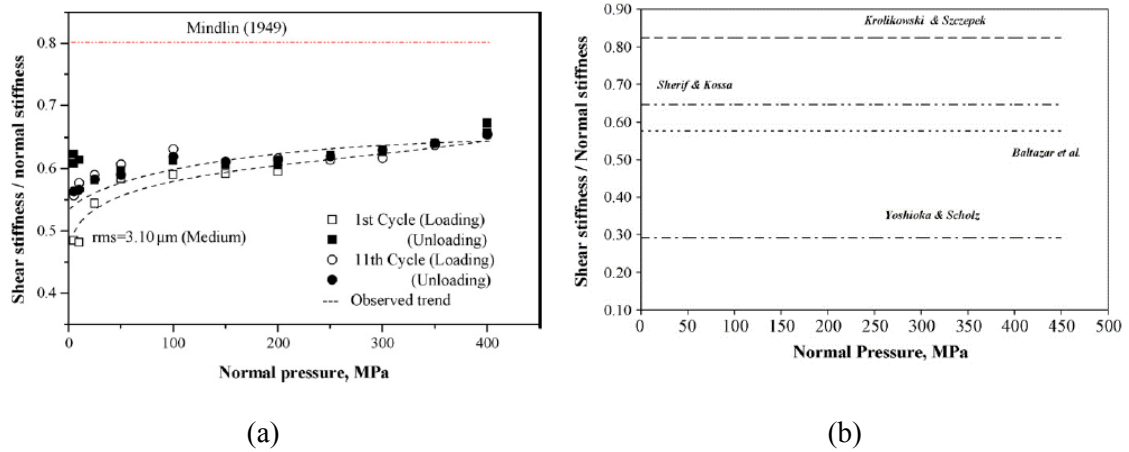 Mindlin (1949)
0.8
0.7
0.6
0.5
0.4
Shear stiffness / normal stiffness
rms=3.10 µm (Medium)
1st Cycle (Loading)
(Unloading)
11th Cycle (Loading)
(Unloading)
Observed trend
0
100
200
300
400
Normal pressure, MPa
(a)
0.90
0.80
0.70
0.60
0.50
0.40
0.30
0.20
0.10
Shear stiffness / Normal stiffness
Krolikowski & Szczepek
Sherif & Kossa
Baltazar et al.
Yoshioka & Scholz
0
50
100
150
200
250
300
350
400
450
500
Normal Pressure, MPa
(b)